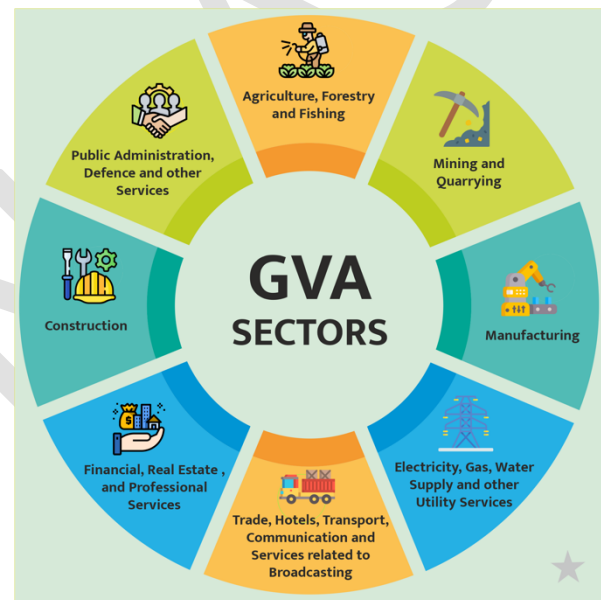 GVA
SECTORS
Agriculture, Forestry
and Fishing
Mining and
Quarrying
Manufacturing
Electricity, Gas, Water
Supply and other
Utility Services
Trade, Hotels, Transport,
Communication and
Services related to
Broadcasting
Financial, Real Estate ,
and Professional
Services
Construction
Public Administration,
Defence and other
Services